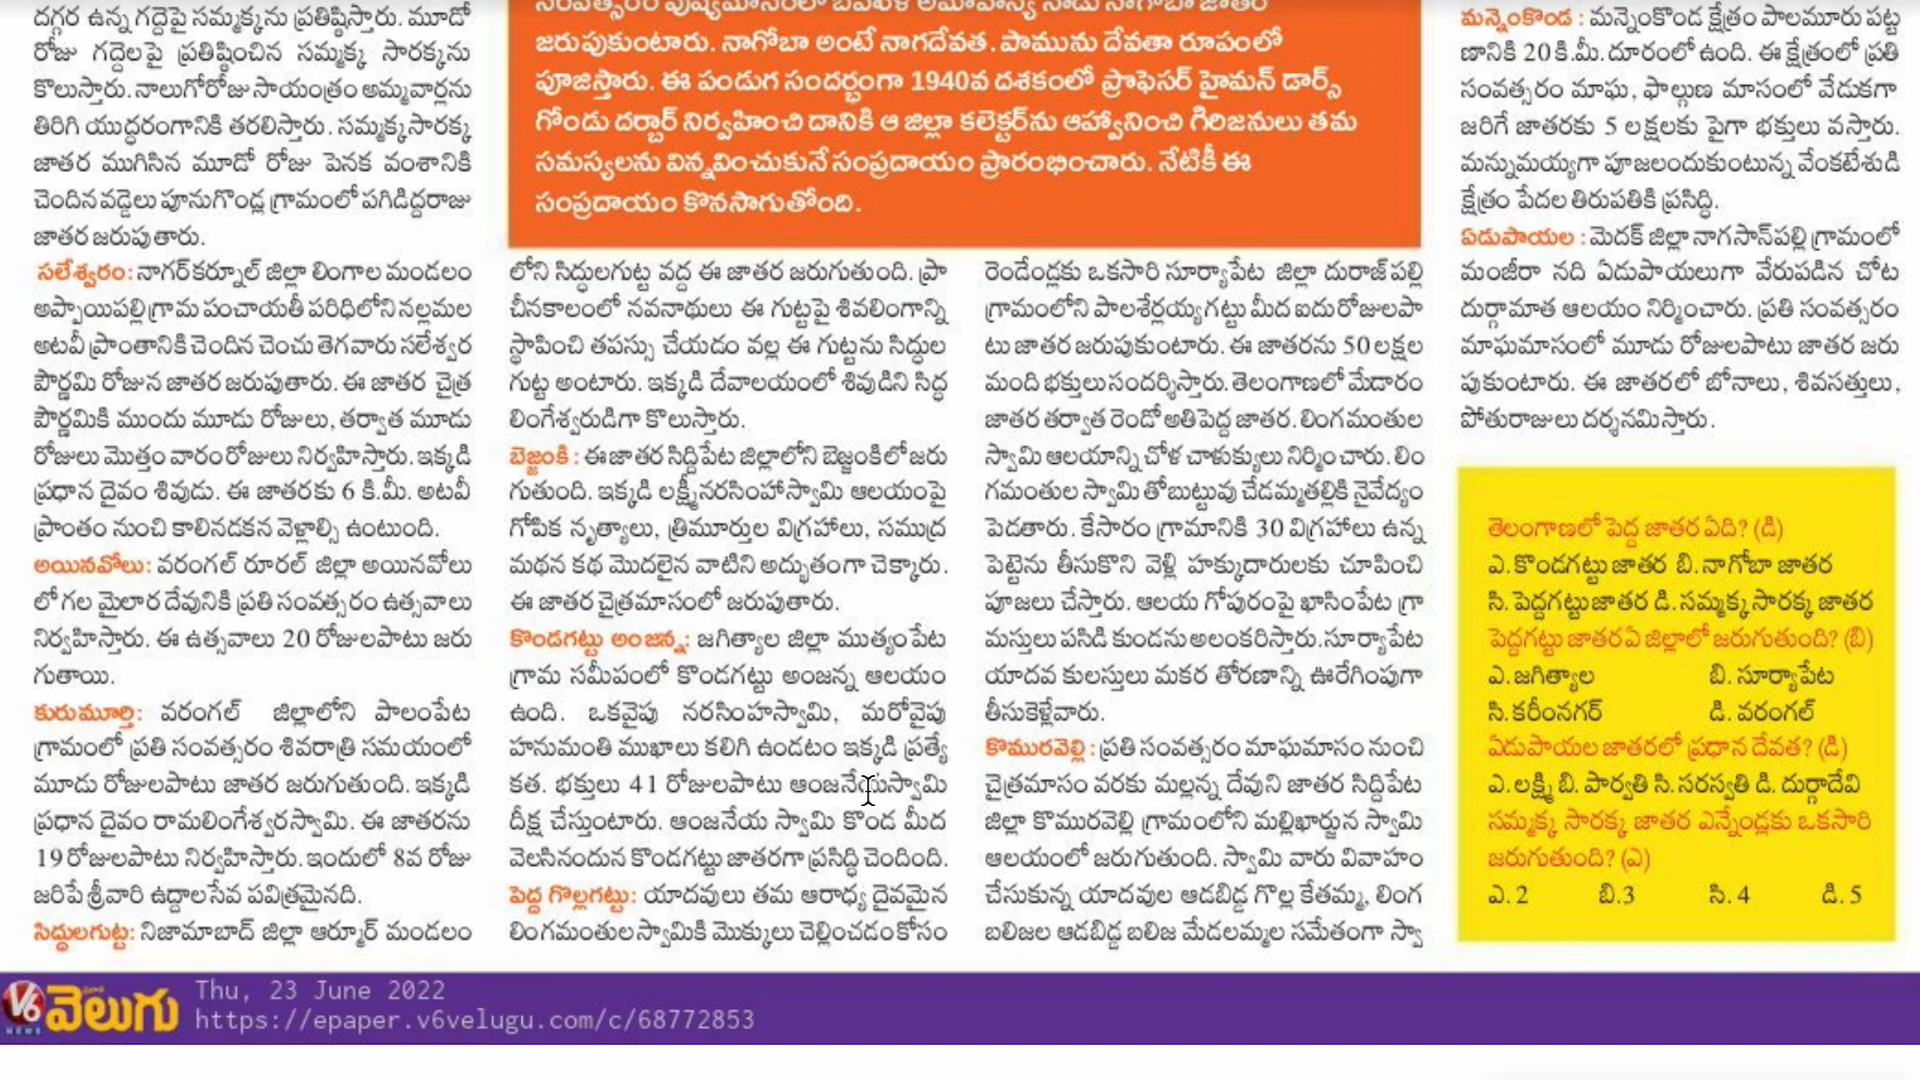 దగ్గర ఉన్న గద్దెపై సమ్మక్కను ప్రతిష్ఠిస్తారు. మూడో
రోజు గద్దెలపై ప్రతిష్ఠించిన సమ్మక్క సారక్కను
కొలుస్తారు. నాలుగోరోజు సాయంత్రం అమ్మవార్లను
తిరిగి యుద్ధరంగానికి తరలిస్తారు. సమ్మక్కసారక్క
జాతర ముగిసిన మూడో రోజు పెనక వంశానికి
చెందిన వడ్డెలు పూనుగొండ్ల గ్రామంలో పగిడిద్దరాజు
జాతర జరుపుతారు.
సలేశ్వరం: నాగర్‌కర్నూల్ జిల్లా లింగాల మండలం
అప్పాయిపల్లి గ్రామ పంచాయతీ పరిధిలోని నల్లమల
అటవీ ప్రాంతానికి చెందిన చెంచు తెగవారు సలేశ్వర
పౌర్ణమి రోజున జాతర జరుపుతారు. ఈ జాతర చైత్ర
పౌర్ణమికి ముందు మూడు రోజులు, తర్వాత మూడు
రోజులు మొత్తం వారం రోజులు నిర్వహిస్తారు. ఇక్కడి
ప్రధాన దైవం శివుడు. ఈ జాతరకు 6 కి.మీ. అటవీ
ప్రాంతం నుంచి కాలినడకన వెళ్లాల్సి ఉంటుంది.
అయినవోలు: వరంగల్ రూరల్ జిల్లా అయినవోలు
లో గల మైలార దేవునికి ప్రతి సంవత్సరం ఉత్సవాలు
నిర్వహిస్తారు. ఈ ఉత్సవాలు 20 రోజులపాటు జరు
గుతాయి.
కురుమూర్తి: వరంగల్ జిల్లాలోని పాలంపేట
గ్రామంలో ప్రతి సంవత్సరం శివరాత్రి సమయంలో
మూడు రోజులపాటు జాతర జరుగుతుంది. ఇక్కడి
ప్రధాన దైవం రామలింగేశ్వరస్వామి. ఈ జాతరను
19 రోజులపాటు నిర్వహిస్తారు. ఇందులో 8వ రోజు
జరిపే శ్రీవారి ఉద్దాలసేవ పవిత్రమైనది.
సిద్ధులగుట్ట: నిజామాబాద్ జిల్లా ఆర్మూర్ మండలం
జరుపుకుంటారు. నాగోబా అంటే నాగదేవత. పామును దేవతా రూపంలో
పూజిస్తారు. ఈ పండుగ సందర్భంగా 1940వ దశకంలో ప్రొఫెసర్ హైమన్ డార్ఫ్
గోండు దర్బార్ నిర్వహించి దానికి ఆ జిల్లా కలెక్టర్‌ను ఆహ్వానించి గిరిజనులు తమ
సమస్యలను విన్నవించుకునే సంప్రదాయం ప్రారంభించారు. నేటికీ ఈ
సంప్రదాయం కొనసాగుతోంది.
లోని సిద్ధులగుట్ట వద్ద ఈ జాతర జరుగుతుంది. ప్రా
చీనకాలంలో నవనాథులు ఈ గుట్టపై శివలింగాన్ని
స్థాపించి తపస్సు చేయడం వల్ల ఈ గుట్టను సిద్ధుల
గుట్ట అంటారు. ఇక్కడి దేవాలయంలో శివుడిని సిద్ధ
లింగేశ్వరుడిగా కొలుస్తారు.
బెజ్జంకి : ఈ జాతర సిద్దిపేట జిల్లాలోని బెజ్జంకిలో జరు
గుతుంది. ఇక్కడి లక్ష్మీనరసింహాస్వామి ఆలయంపై
గోపిక నృత్యాలు, త్రిమూర్తుల విగ్రహాలు, సముద్ర
మథన కథ మొదలైన వాటిని అద్భుతంగా చెక్కారు.
ఈ జాతర చైత్రమాసంలో జరుపుతారు.
కొండగట్టు అంజన్న: జగిత్యాల జిల్లా ముత్యంపేట
గ్రామ సమీపంలో కొండగట్టు అంజన్న ఆలయం
ఉంది. ఒకవైపు నరసింహస్వామి, మరోవైపు
హనుమంతి ముఖాలు కలిగి ఉండటం ఇక్కడి ప్రత్యే
కత. భక్తులు 41 రోజులపాటు ఆంజనేయస్వామి
దీక్ష చేస్తుంటారు. ఆంజనేయ స్వామి కొండ మీద
వెలసినందున కొండగట్టు జాతరగా ప్రసిద్ధి చెందింది.
పెద్ద గొల్లగట్టు: యాదవులు తమ ఆరాధ్య దైవమైన
లింగమంతుల స్వామికి మొక్కులు చెల్లించడం కోసం
రెండేండ్లకు ఒకసారి సూర్యాపేట జిల్లా దురాజ్‌పల్లి
గ్రామంలోని పాలశేర్లయ్య గట్టు మీద ఐదు రోజులపా
టు జాతర జరుపుకుంటారు. ఈ జాతరను 50 లక్షల
మంది భక్తులు సందర్శిస్తారు. తెలంగాణలో మేడారం
జాతర తర్వాత రెండో అతిపెద్ద జాతర. లింగమంతుల
స్వామి ఆలయాన్ని చోళ చాళుక్యులు నిర్మించారు. లిం
గమంతుల స్వామి తోబుట్టువు చేడమ్మతల్లికి నైవేద్యం
పెడతారు. కేసారం గ్రామానికి 30 విగ్రహాలు ఉన్న
పెట్టెను తీసుకొని వెళ్లి హక్కుదారులకు చూపించి
పూజలు చేస్తారు. ఆలయ గోపురంపై ఖాసింపేట గ్రా
మస్తులు పసిడి కుండను అలంకరిస్తారు. సూర్యాపేట
యాదవ కులస్తులు మకర తోరణాన్ని ఊరేగింపుగా
తీసుకెళ్లేవారు.
కొమురవెల్లి : ప్రతి సంవత్సరం మాఘమాసం నుంచి
చైత్రమాసం వరకు మల్లన్న దేవుని జాతర సిద్దిపేట
జిల్లా కొమురవెల్లి గ్రామంలోని మల్లిఖార్జున స్వామి
ఆలయంలో జరుగుతుంది. స్వామి వారు వివాహం
చేసుకున్న యాదవుల ఆడబిడ్డ గొల్ల కేతమ్మ, లింగ
బలిజల ఆడబిడ్డ బలిజ మేడలమ్మల సమేతంగా స్వా
మన్నెంకొండ : మన్నెంకొండ క్షేత్రం పాలమూరు పట్ట
ణానికి 20 కి.మీ. దూరంలో ఉంది. ఈ క్షేత్రంలో ప్రతి
సంవత్సరం మాఘ, ఫాల్గుణ మాసంలో వేడుకగా
జరిగే జాతరకు 5 లక్షలకు పైగా భక్తులు వస్తారు.
మన్నుమయ్యగా పూజలందుకుంటున్న వేంకటేశుడి
క్షేత్రం పేదల తిరుపతికి ప్రసిద్ధి.
ఏడుపాయల : మెదక్ జిల్లా నాగసాన్‌పల్లి గ్రామంలో
మంజీరా నది ఏడుపాయలుగా వేరుపడిన చోట
దుర్గామాత ఆలయం నిర్మించారు. ప్రతి సంవత్సరం
మాఘమాసంలో మూడు రోజులపాటు జాతర జరు
పుకుంటారు. ఈ జాతరలో బోనాలు, శివసత్తులు,
పోతురాజులు దర్శనమిస్తారు.
తెలంగాణలో పెద్ద జాతర ఏది? (డి)
ఎ. కొండగట్టు జాతర బి. నాగోబా జాతర
సి. పెద్దగట్టు జాతర డి. సమ్మక్క సారక్క జాతర
పెద్దగట్టు జాతర ఏ జిల్లాలో జరుగుతుంది? (బి)
ఎ. జగిత్యాల బి. సూర్యాపేట
సి. కరీంనగర్ డి. వరంగల్
ఏడుపాయల జాతరలో ప్రధాన దేవత? (డి)
ఎ. లక్ష్మి బి. పార్వతి సి. సరస్వతి డి. దుర్గాదేవి
సమ్మక్క సారక్క జాతర ఎన్నేండ్లకు ఒకసారి
జరుగుతుంది? (ఎ)
ఎ. 2 బి.3 సి. 4 డి. 5
V6 NEWS వెలుగు
Thu, 23 June 2022
https://epaper.v6velugu.com/c/68772853